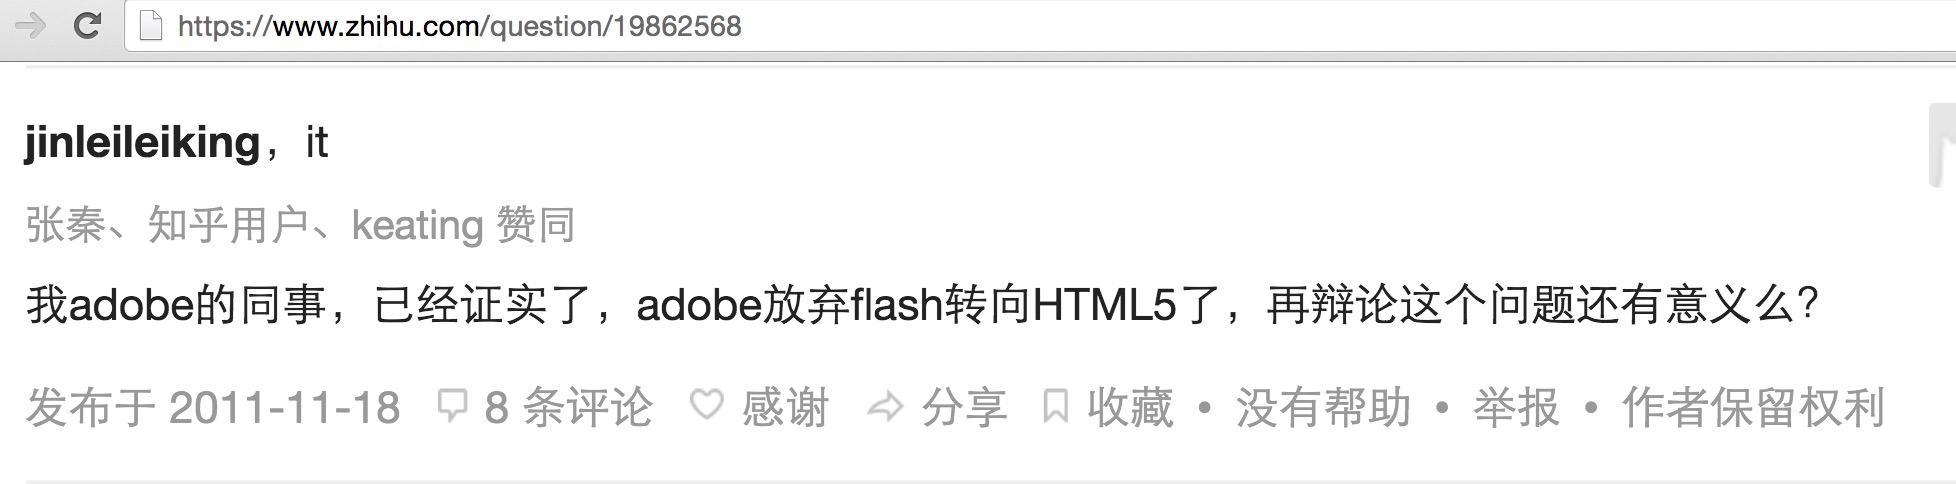 https://www.zhihu.com/question/19862568
jinleileiking，it
张秦、知乎用户、keating 赞同
我adobe的同事，已经证实了，adobe放弃flash转向HTML5了，再辩论这个问题还有意义么？
发布于 2011-11-18 8 条评论 感谢 分享 收藏 • 没有帮助 • 举报 • 作者保留权利